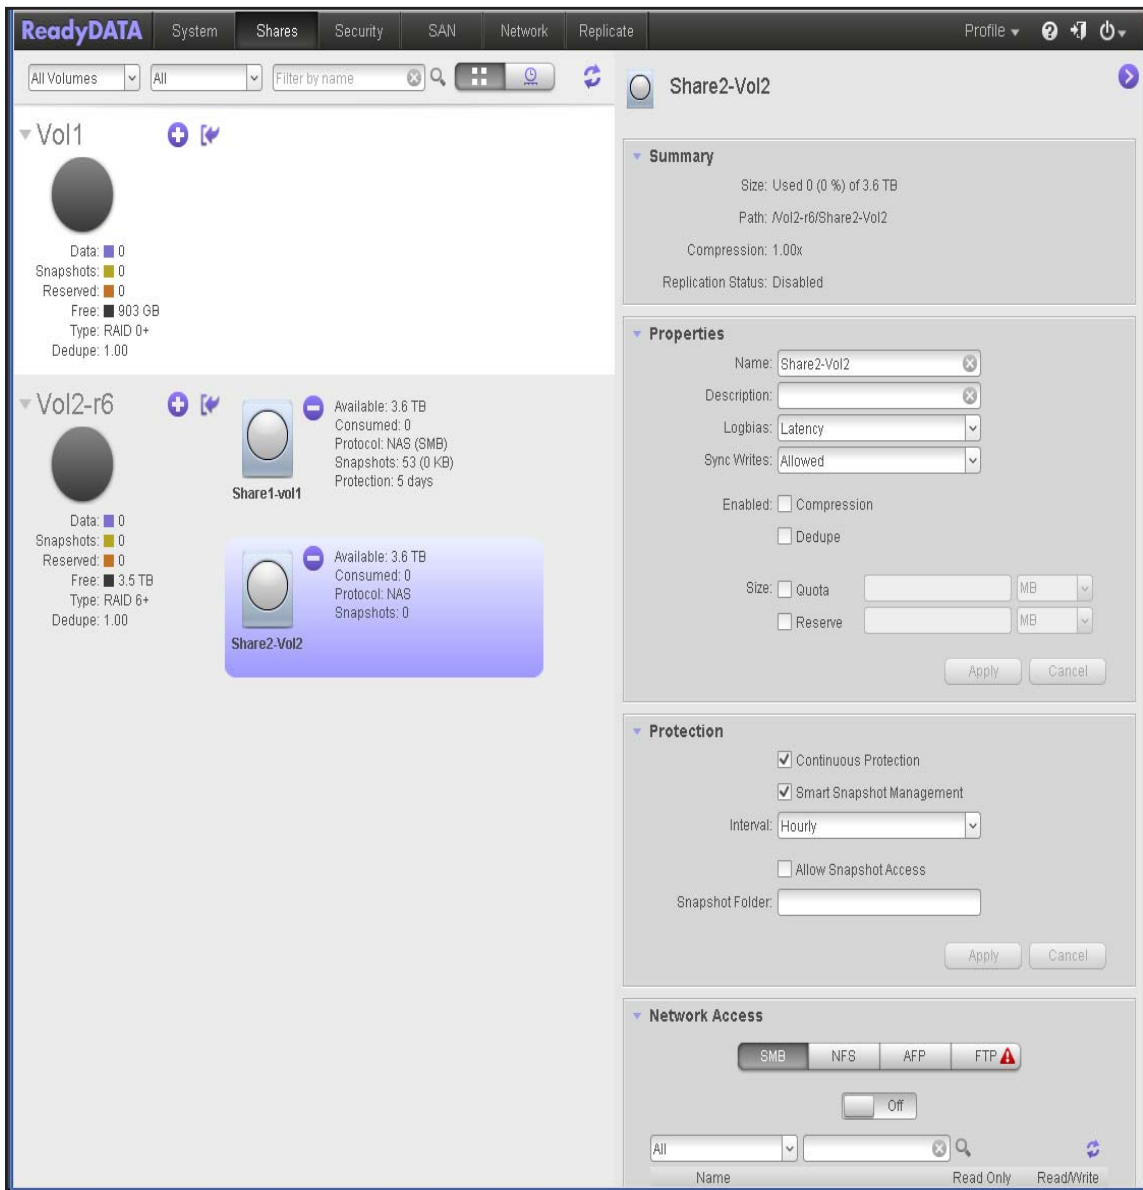 ReadyDATA System Shares Security SAN Network Replicate Profile
All Volumes All Filter by name
Vol1
Data: 0
Snapshots: 0
Reserved: 0
Free: 903 GB
Type: RAID 0+
Dedupe: 1.00
Vol2-r6
Data: 0
Snapshots: 0
Reserved: 0
Free: 3.5 TB
Type: RAID 6+
Dedupe: 1.00
Share1-vol1
Available: 3.6 TB
Consumed: 0
Protocol: NAS (SMB)
Snapshots: 53 (0 KB)
Protection: 5 days
Share2-Vol2
Available: 3.6 TB
Consumed: 0
Protocol: NAS
Snapshots: 0
Share2-Vol2
Summary
Size: Used 0 (0 %) of 3.6 TB
Path: /Vol2-r6/Share2-Vol2
Compression: 1.00x
Replication Status: Disabled
Properties
Name: Share2-Vol2
Description:
Logbias: Latency
Sync Writes: Allowed
Enabled: Compression
Dedupe
Size: Quota MB
Reserve MB
Apply Cancel
Protection
Continuous Protection
Smart Snapshot Management
Interval: Hourly
Allow Snapshot Access
Snapshot Folder:
Apply Cancel
Network Access
SMB NFS AFP FTP
Off
All
Name Read Only Read/Write